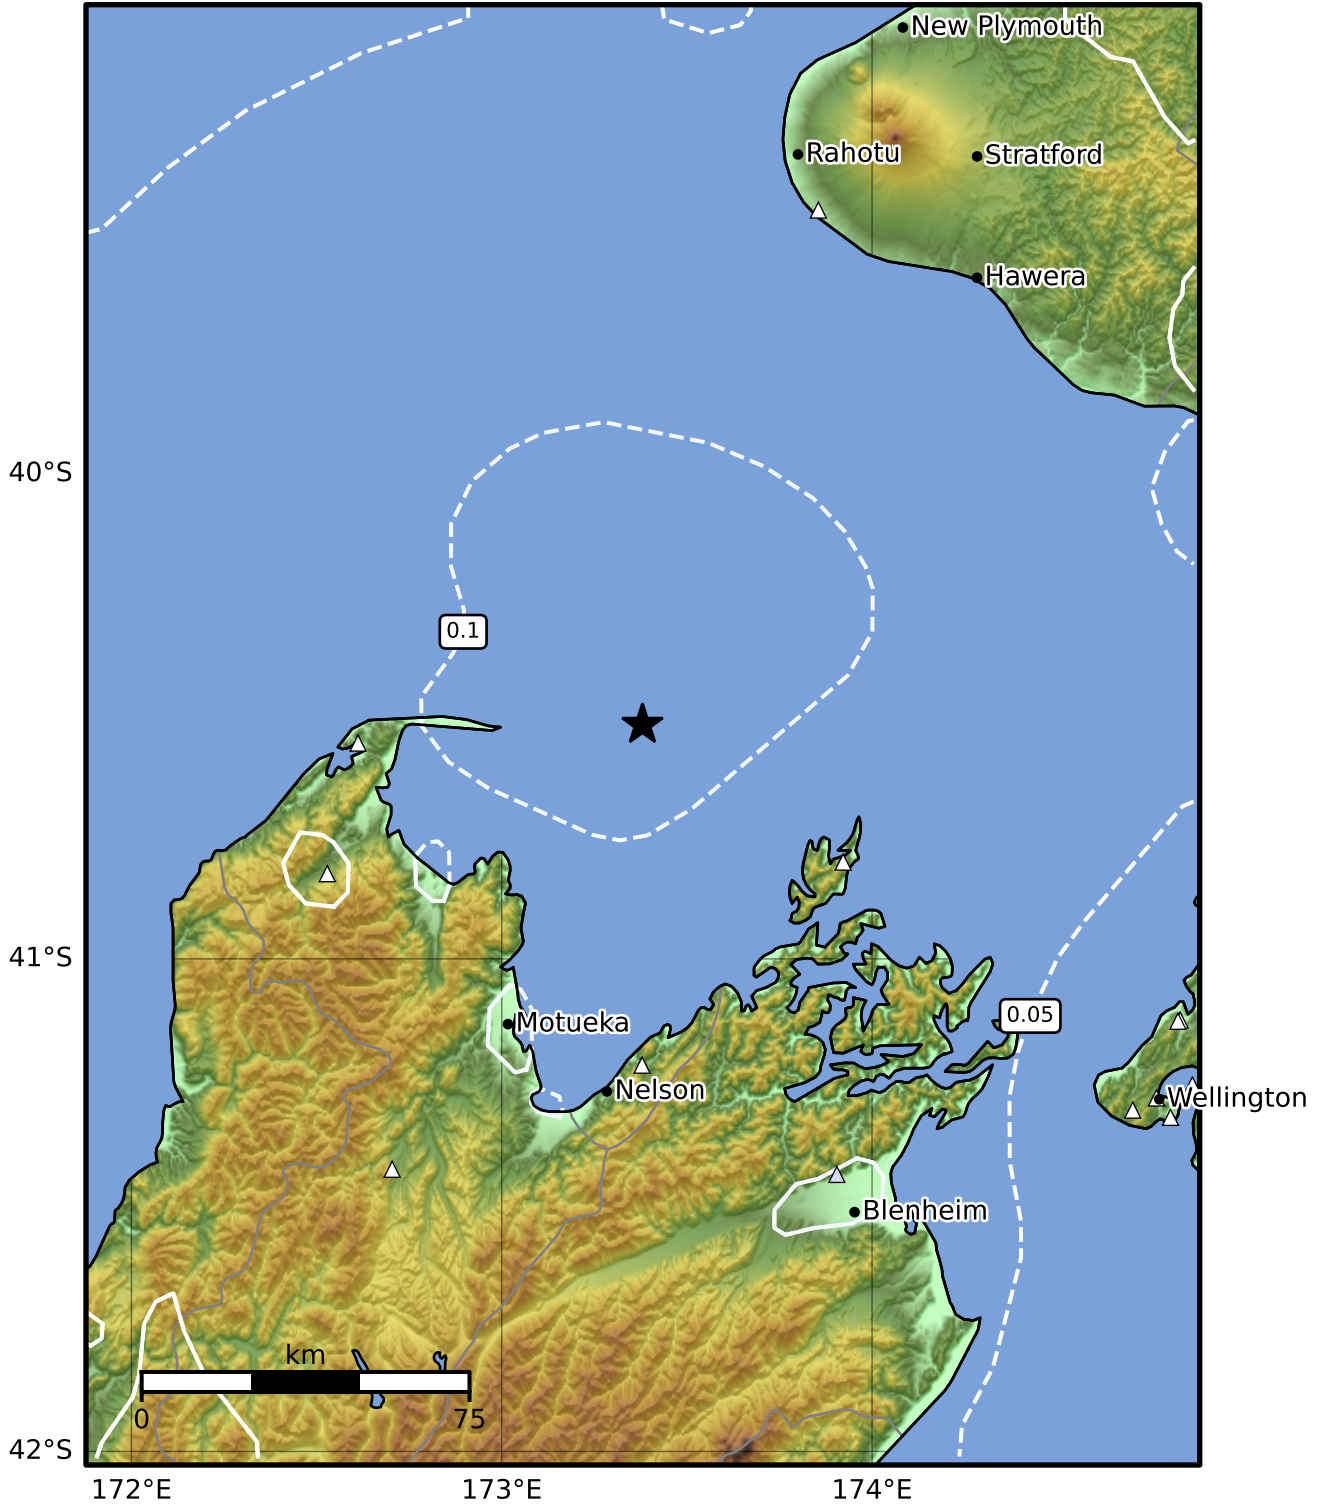 New Plymouth
Rahotu
Stratford
Hawera
40°S
0.1
41°S
0.05
Motueka
Nelson
Wellington
Blenheim
km
0
75
42°S
172°E
173°E
174°E